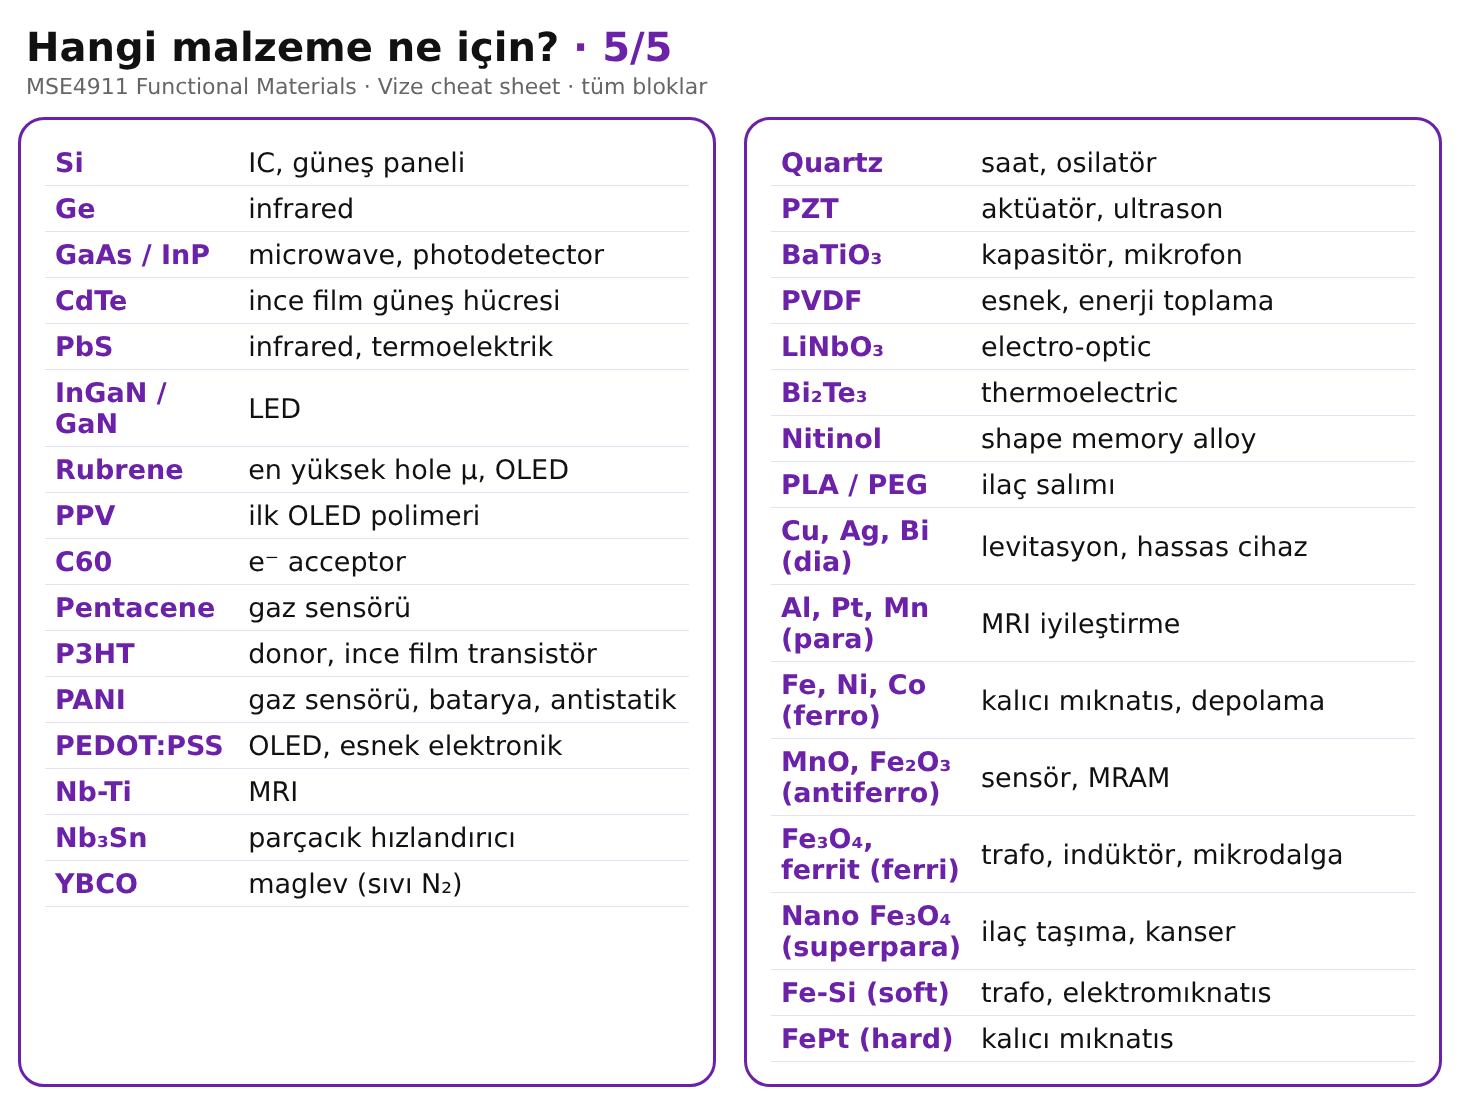 Hangi malzeme ne için? · 5/5
MSE4911 Functional Materials · Vize cheat sheet · tüm bloklar
Si IC, güneş paneli
Ge infrared
GaAs / InP microwave, photodetector
CdTe ince film güneş hücresi
PbS infrared, termoelektrik
InGaN /
GaN LED
Rubrene en yüksek hole μ, OLED
PPV ilk OLED polimeri
C60 e⁻ acceptor
Pentacene gaz sensörü
P3HT donor, ince film transistör
PANI gaz sensörü, batarya, antistatik
PEDOT:PSS OLED, esnek elektronik
Nb-Ti MRI
Nb₃Sn parçacık hızlandırıcı
YBCO maglev (sıvı N₂)
Quartz saat, osilatör
PZT aktüatör, ultrason
BaTiO₃ kapasitör, mikrofon
PVDF esnek, enerji toplama
LiNbO₃ electro-optic
Bi₂Te₃ thermoelectric
Nitinol shape memory alloy
PLA / PEG ilaç salımı
Cu, Ag, Bi
(dia) levitasyon, hassas cihaz
Al, Pt, Mn
(para) MRI iyileştirme
Fe, Ni, Co
(ferro) kalıcı mıknatıs, depolama
MnO, Fe₂O₃
(antiferro) sensör, MRAM
Fe₃O₄,
ferrit (ferri) trafo, indüktör, mikrodalga
Nano Fe₃O₄
(superpara) ilaç taşıma, kanser
Fe-Si (soft) trafo, elektromıknatıs
FePt (hard) kalıcı mıknatıs